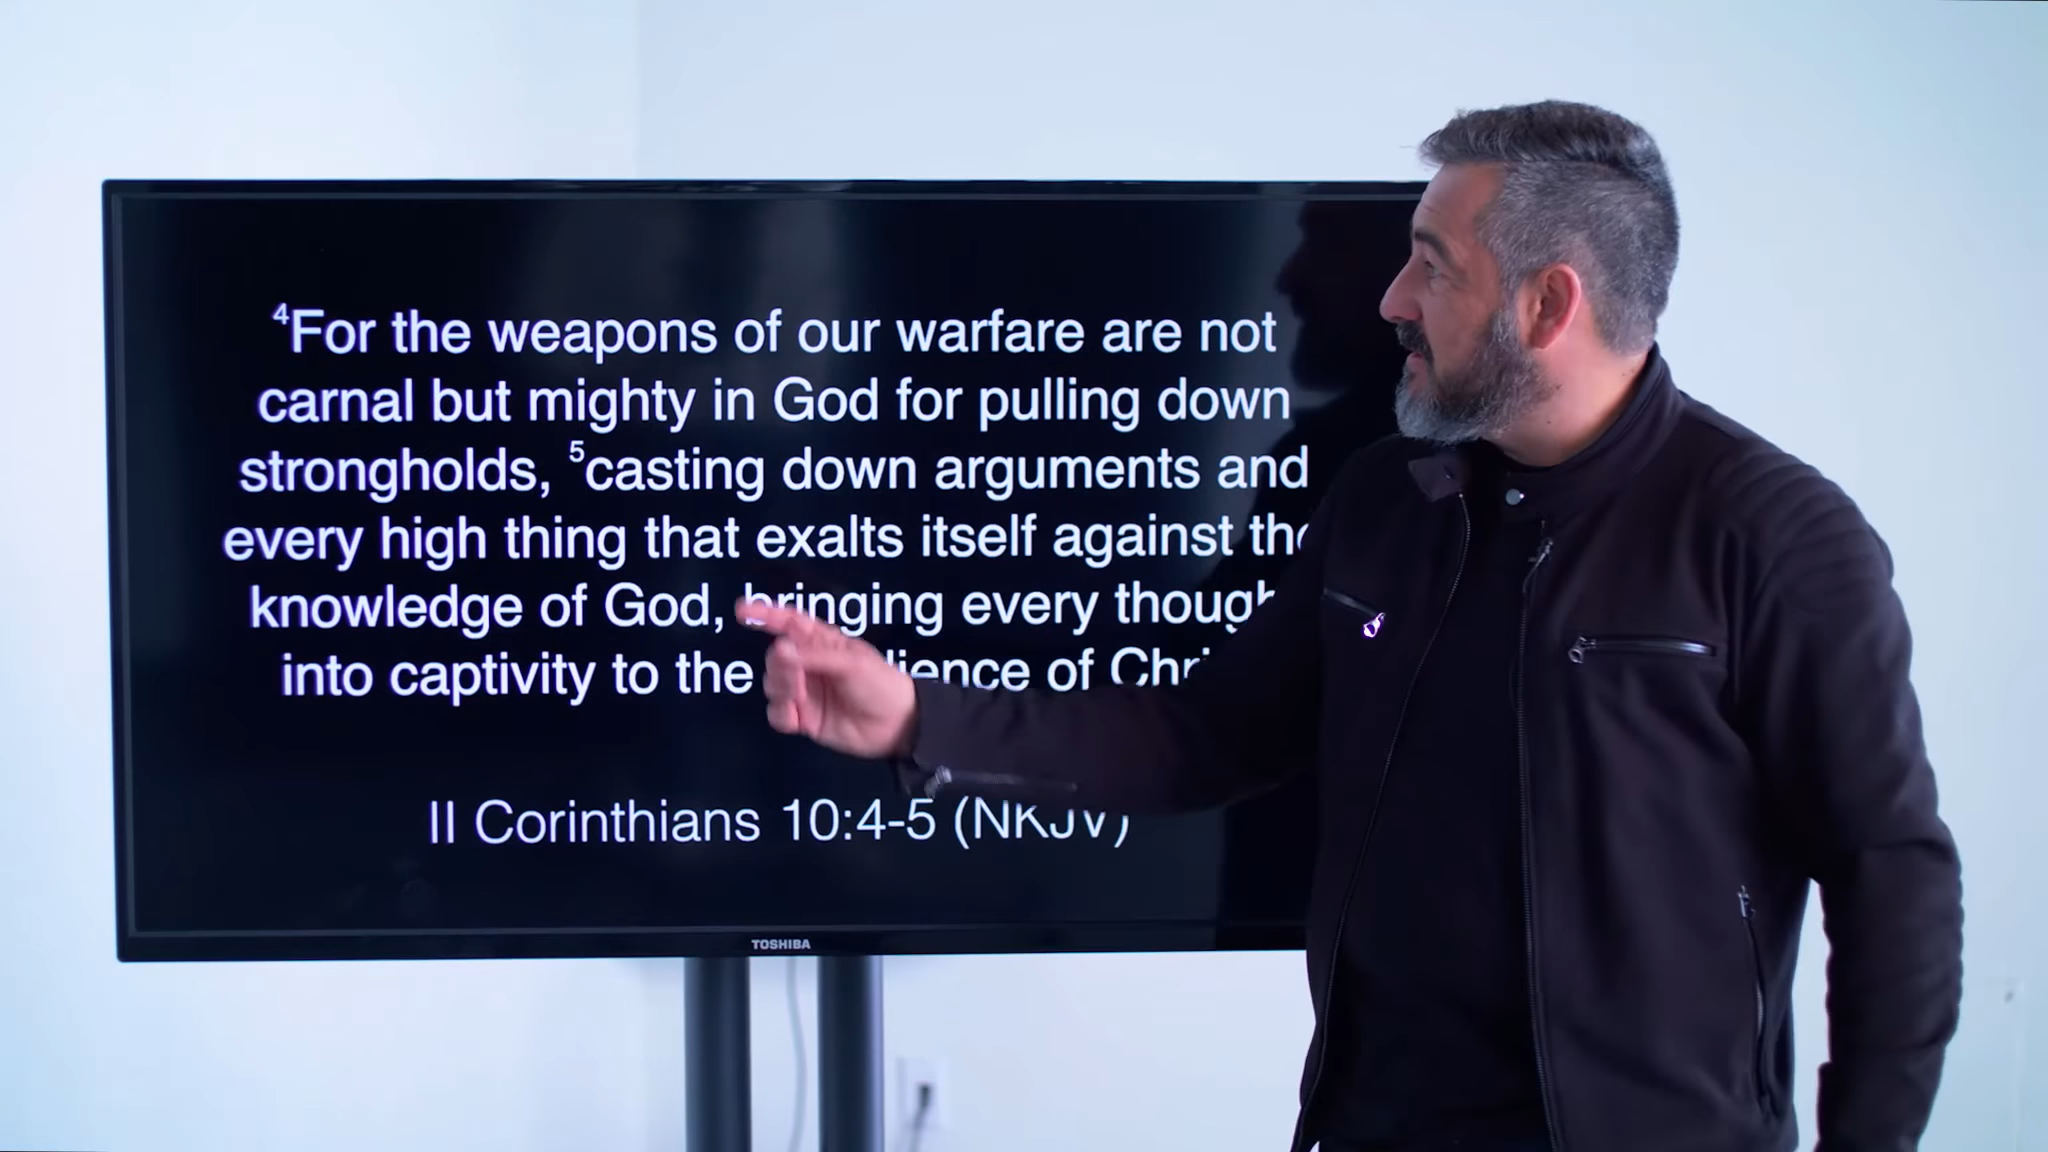 ⁴For the weapons of our warfare are not
carnal but mighty in God for pulling down
strongholds, ⁵casting down arguments and
every high thing that exalts itself against the
knowledge of God, bringing every
into captivity to the of
II Corinthians 10:4-5 (NKJV)
TOSHIBA